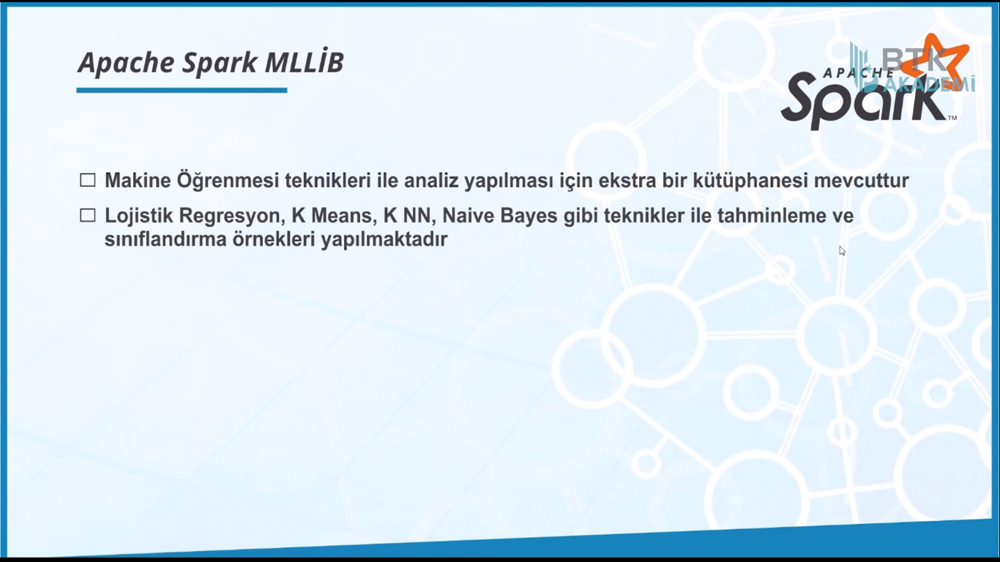 Apache Spark MLLİB
APACHE
Spark™
BTK
AKADEMİ
Makine Öğrenmesi teknikleri ile analiz yapılması için ekstra bir kütüphanesi mevcuttur
Lojistik Regresyon, K Means, K NN, Naive Bayes gibi teknikler ile tahminleme ve
sınıflandırma örnekleri yapılmaktadır